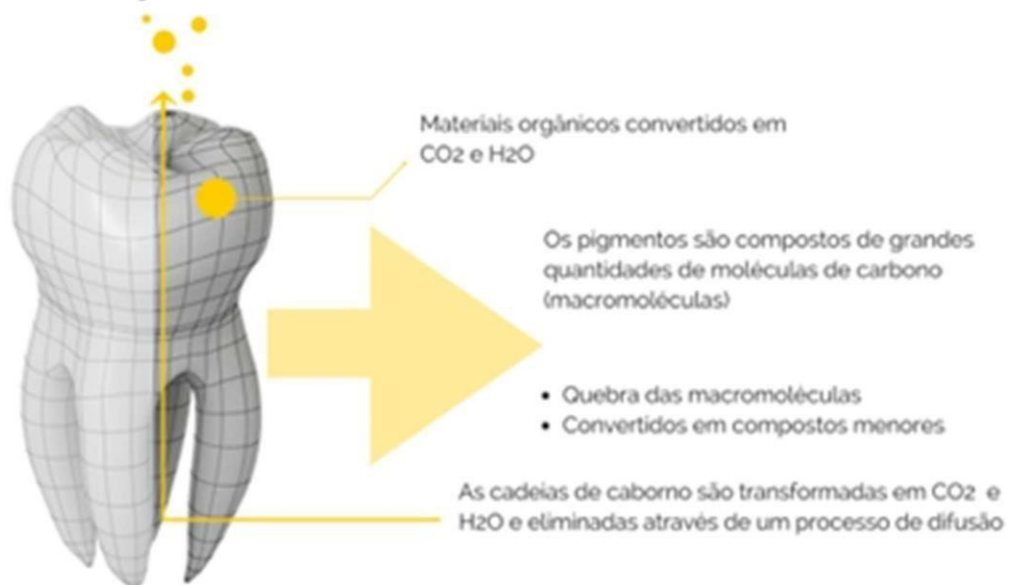 Materiais orgânicos convertidos em
CO2 e H2O
Os pigmentos são compostos de grandes
quantidades de moléculas de carbono
(macromoléculas)
• Quebra das macromoléculas
• Convertidos em compostos menores
As cadeias de caborno são transformadas em CO2 e
H2O e eliminadas através de um processo de difusão